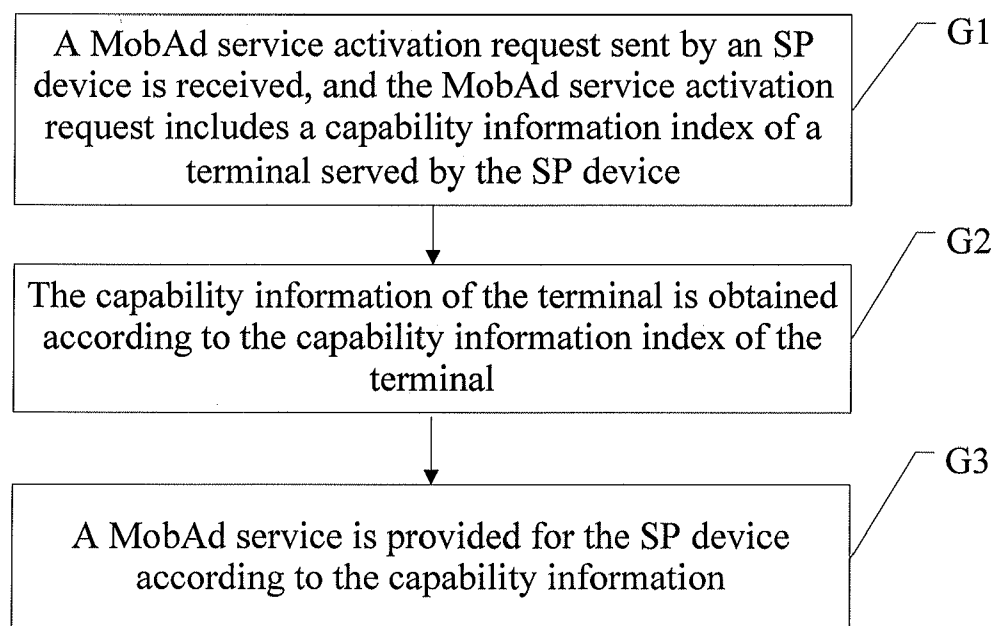 A MobAd service activation request sent by an SP
device is received, and the MobAd service activation
request includes a capability information index of a
terminal served by the SP device
G1
The capability information of the terminal is obtained
according to the capability information index of the
terminal
G2
A MobAd service is provided for the SP device
according to the capability information
G3